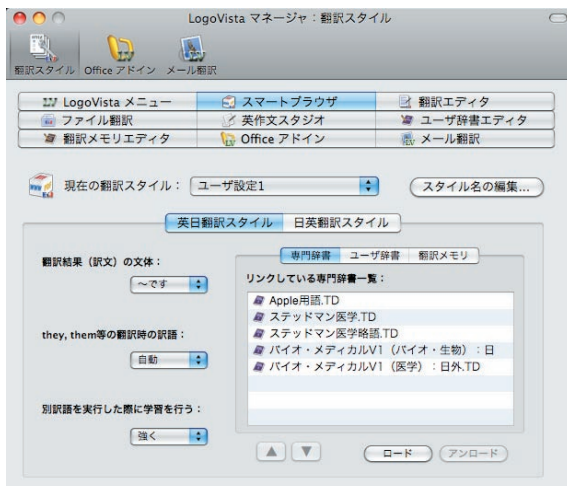 LogoVista マネージャ：翻訳スタイル
翻訳スタイル Office アドイン メール翻訳
LogoVista メニュー スマートブラウザ 翻訳エディタ
ファイル翻訳 英作文スタジオ ユーザ辞書エディタ
翻訳メモリエディタ Office アドイン メール翻訳
現在の翻訳スタイル： ユーザ設定1 スタイル名の編集...
英日翻訳スタイル 日英翻訳スタイル
翻訳結果（訳文）の文体：
〜です
they, them等の翻訳時の訳語：
自動
別訳語を実行した際に学習を行う：
強く
専門辞書 ユーザ辞書 翻訳メモリ
リンクしている専門辞書一覧：
Apple用語.TD
ステッドマン医学.TD
ステッドマン医学略語.TD
バイオ・メディカルV1（バイオ・生物）：日
バイオ・メディカルV1（医学）：日外.TD
ロード アンロード